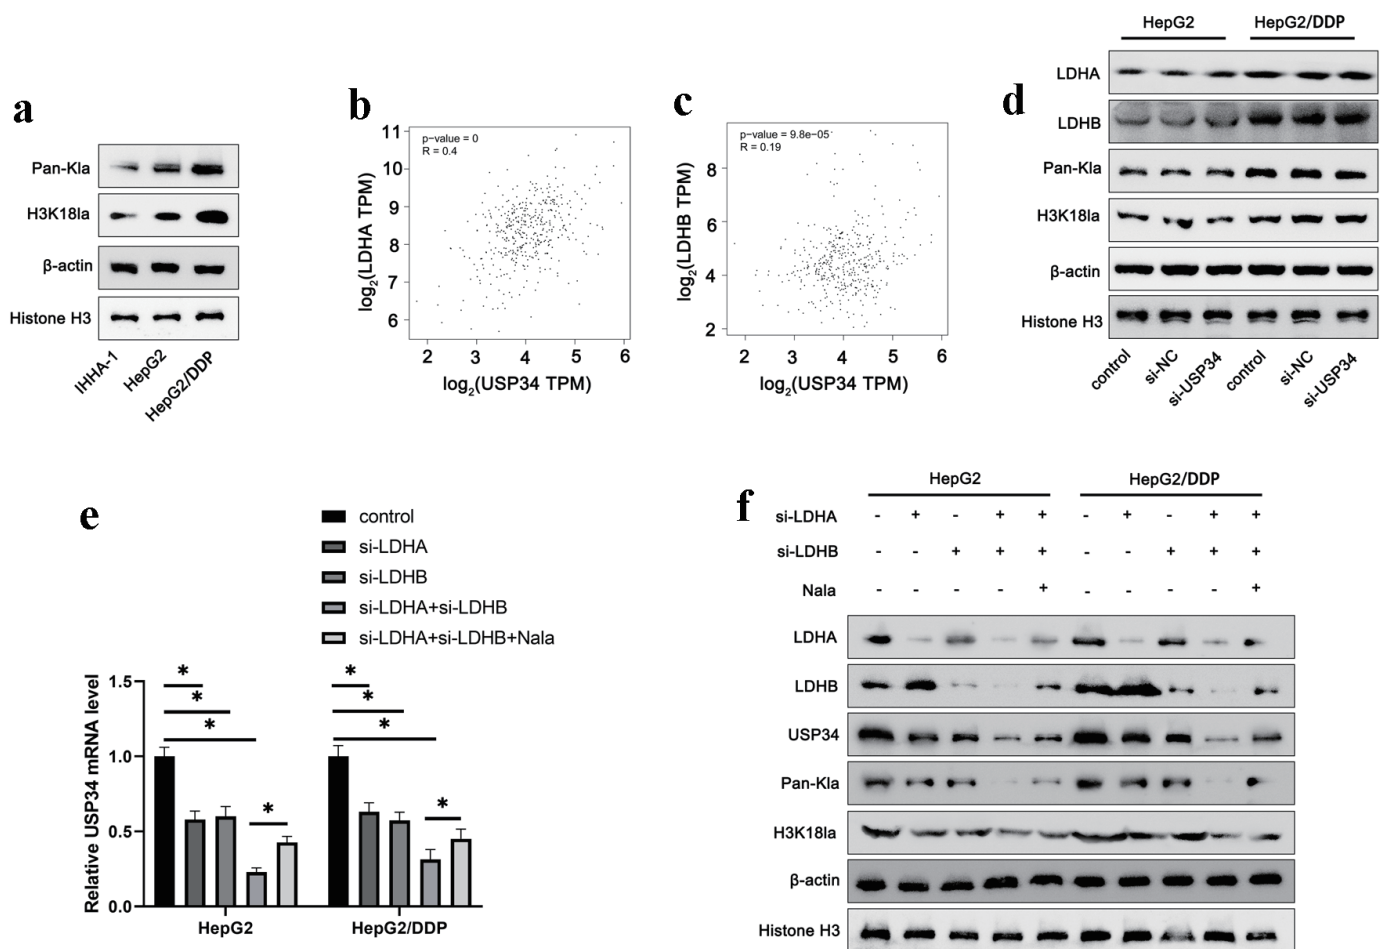 a
Pan-Kla
H3K18la
β-actin
Histone H3
IHHA-1
HepG2
HepG2/DDP
b
p−value = 0
R = 0.4
11
10
9
8
7
6
log2(LDHA TPM)
2 3 4 5 6
log2(USP34 TPM)
c
p−value = 9.8e−05
R = 0.19
8
6
4
2
log2(LDHB TPM)
2 3 4 5 6
log2(USP34 TPM)
d
HepG2 HepG2/DDP
LDHA
LDHB
Pan-Kla
H3K18la
β-actin
Histone H3
control si-NC si-USP34 control si-NC si-USP34
e
control
si-LDHA
si-LDHB
si-LDHA+si-LDHB
si-LDHA+si-LDHB+Nala
Relative USP34 mRNA level
1.5
1.0
0.5
0.0
* * * *
* * * *
HepG2 HepG2/DDP
f
HepG2 HepG2/DDP
si-LDHA - + - + + - + - + +
si-LDHB - - + + + - - + + +
Nala - - - - + - - - - +
LDHA
LDHB
USP34
Pan-Kla
H3K18la
β-actin
Histone H3